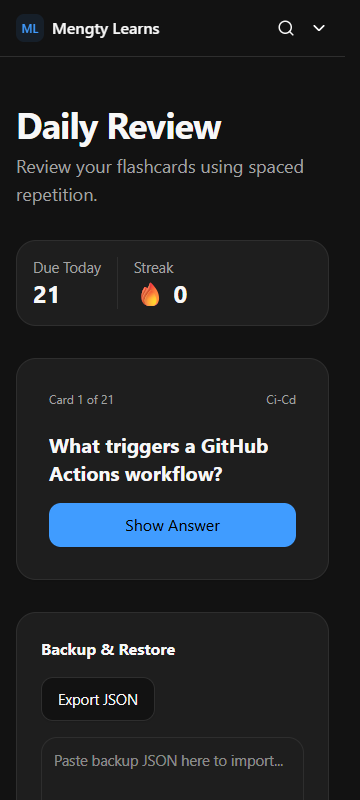 ML Mengty Learns
Daily Review
Review your flashcards using spaced
repetition.
Due Today
21
Streak
🔥 0
Card 1 of 21
Ci-Cd
What triggers a GitHub
Actions workflow?
Show Answer
Backup & Restore
Export JSON
Paste backup JSON here to import...